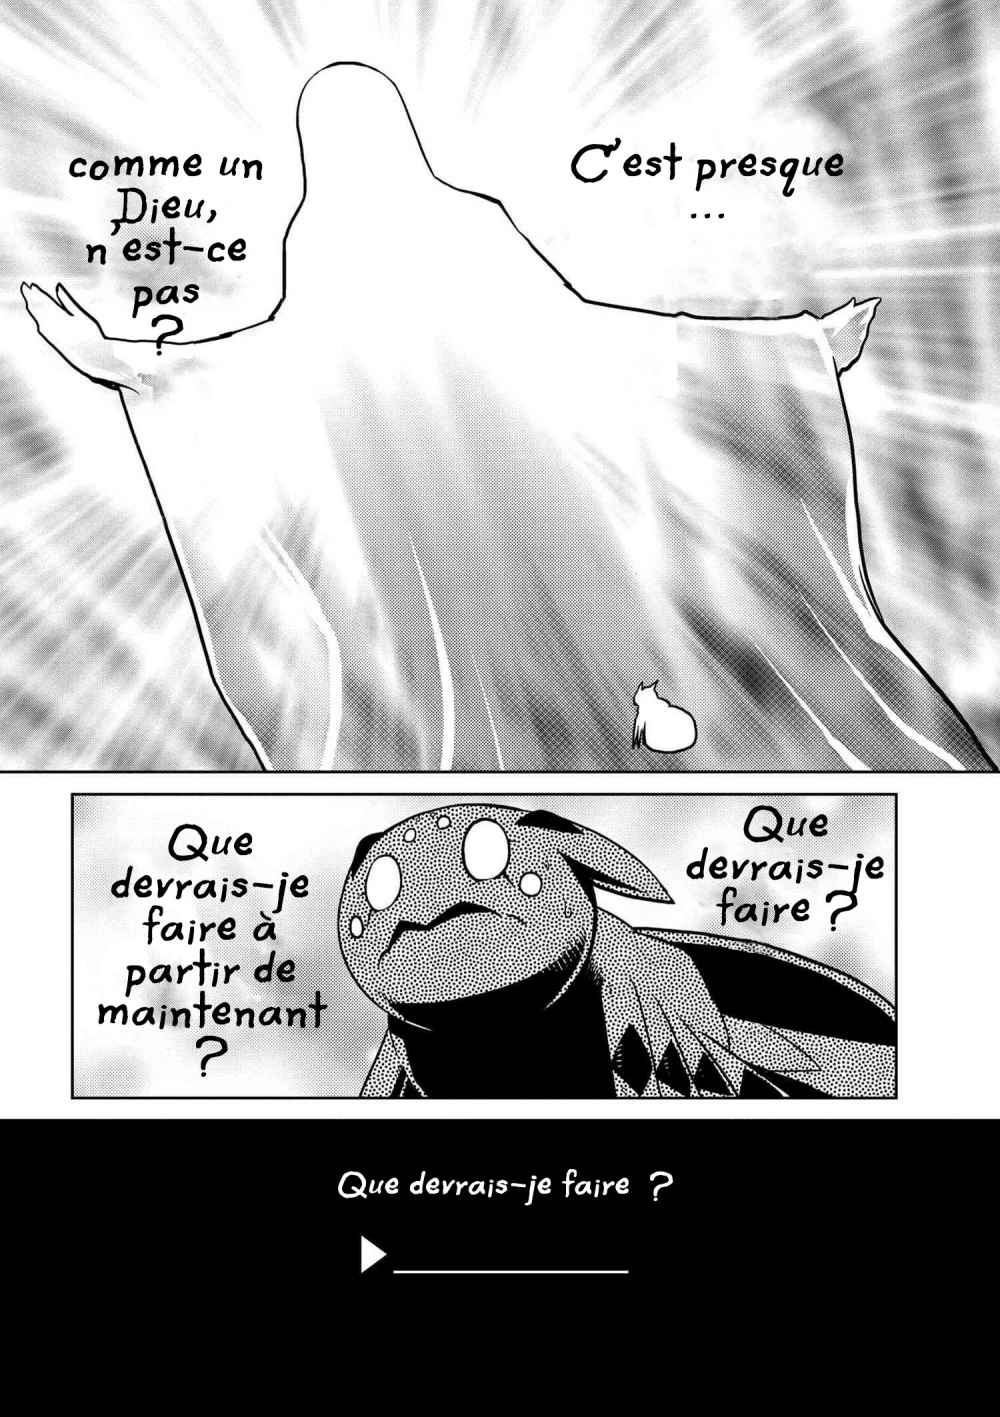 C'est presque
...
comme un
Dieu,
n'est-ce
pas
?
Que
devrais-je
faire ?
Que
devrais-je
faire à
partir de
maintenant
?
Que devrais-je faire ?